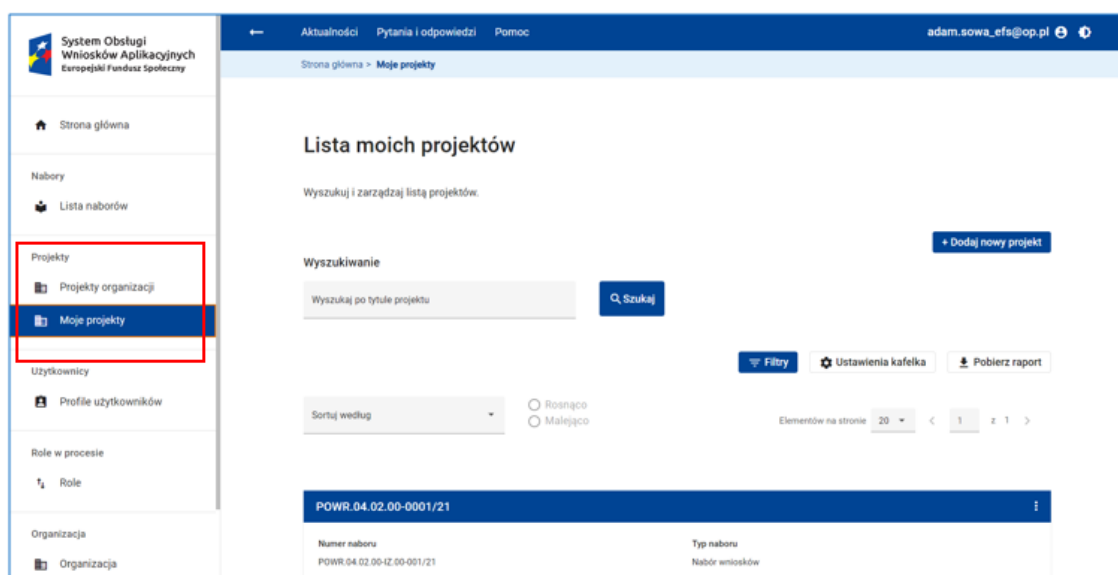 System Obsługi
Wniosków Aplikacyjnych
Europejski Fundusz Społeczny
Strona główna
Nabory
Lista naborów
Projekty
Projekty organizacji
Moje projekty
Użytkownicy
Profile użytkowników
Role w procesie
Role
Organizacja
Organizacja
Aktualności Pytania i odpowiedzi Pomoc adam.sowa_efs@op.pl
Strona główna > Moje projekty
Lista moich projektów
Wyszukuj i zarządzaj listą projektów.
+ Dodaj nowy projekt
Wyszukiwanie
Wyszukaj po tytule projektu Szukaj
Filtry Ustawienia kafelka Pobierz raport
Sortuj według Rosnąco
Malejąco
Elementów na stronie 20 < 1 z 1 >
POWR.04.02.00-0001/21
Numer naboru Typ naboru
POWR.04.02.00-IZ.00-001/21 Nabór wniosków